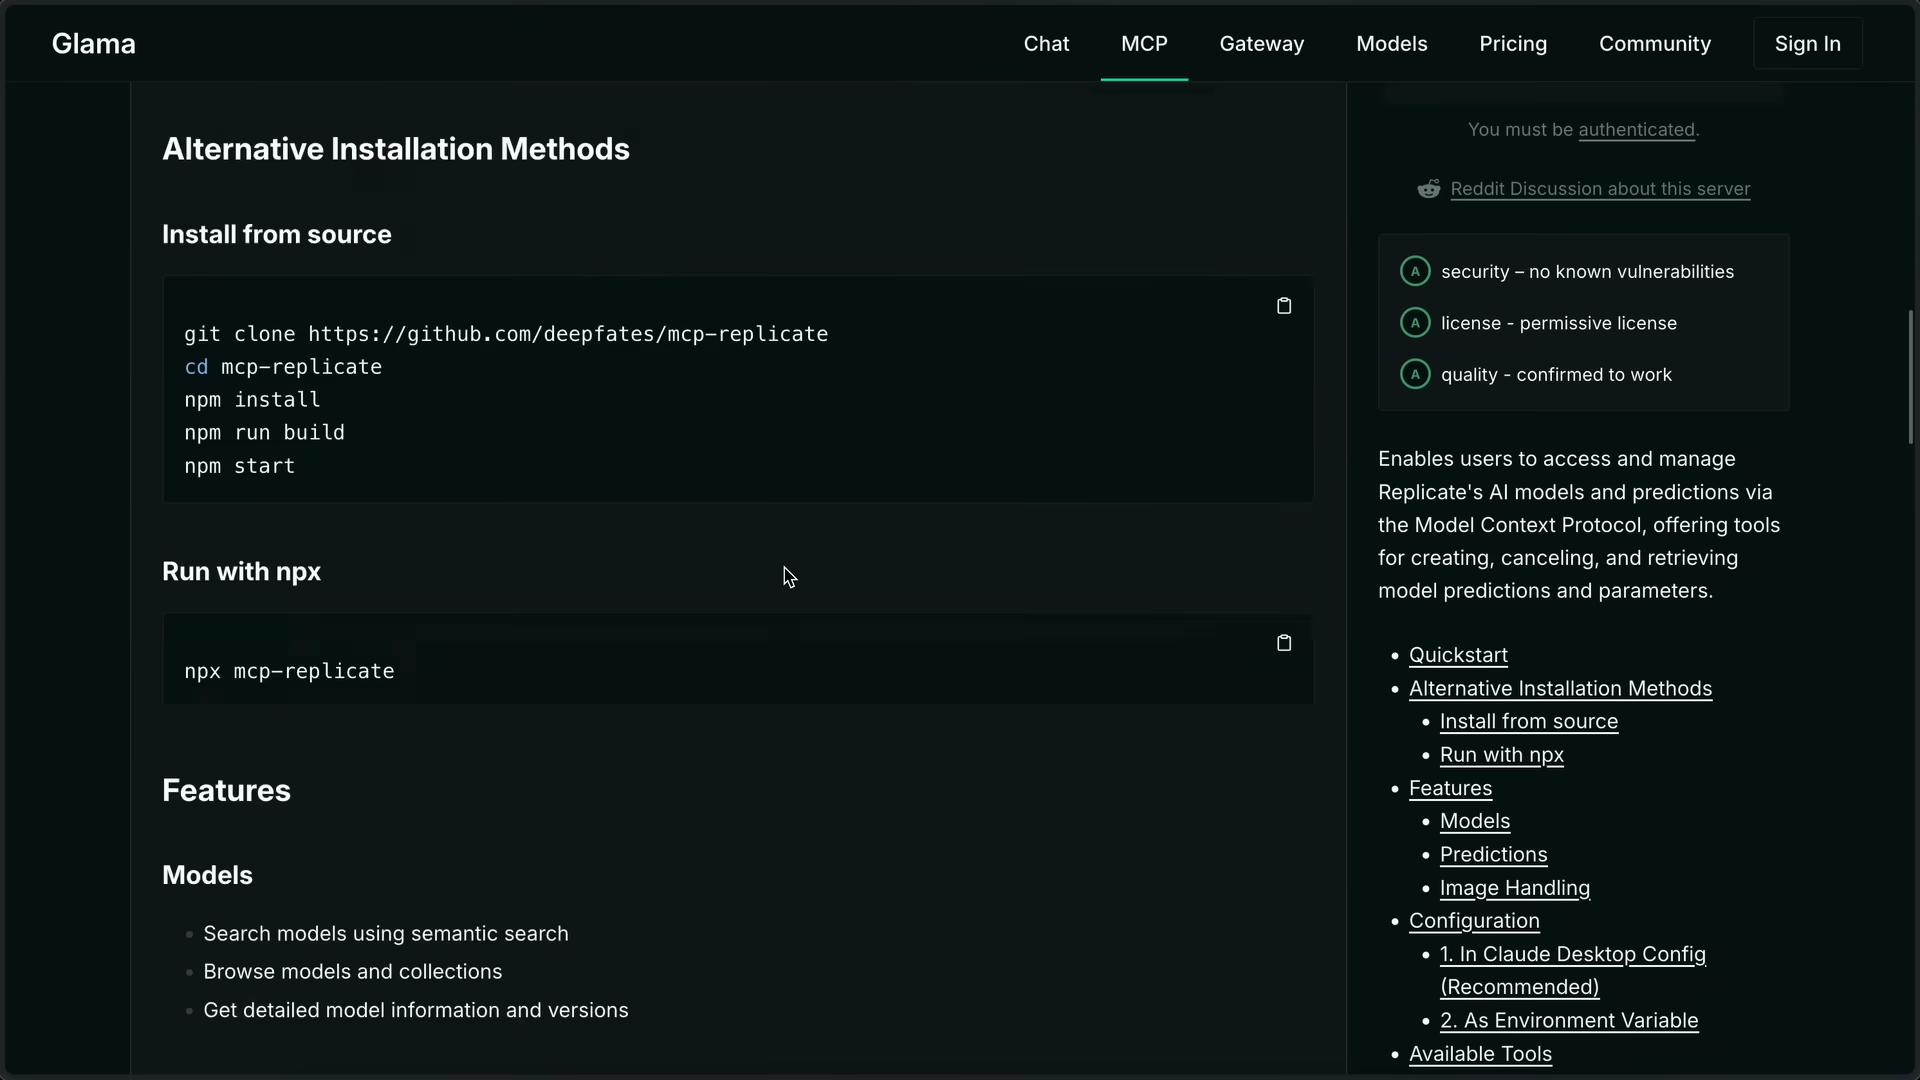 Glama
Chat
MCP
Gateway
Models
Pricing
Community
Sign In
Alternative Installation Methods
Install from source
git clone https://github.com/deepfates/mcp-replicate
cd mcp-replicate
npm install
npm run build
npm start
Run with npx
npx mcp-replicate
Features
Models
Search models using semantic search
Browse models and collections
Get detailed model information and versions
You must be authenticated.
Reddit Discussion about this server
A security – no known vulnerabilities
A license - permissive license
A quality - confirmed to work
Enables users to access and manage
Replicate's AI models and predictions via
the Model Context Protocol, offering tools
for creating, canceling, and retrieving
model predictions and parameters.
Quickstart
Alternative Installation Methods
Install from source
Run with npx
Features
Models
Predictions
Image Handling
Configuration
1. In Claude Desktop Config
(Recommended)
2. As Environment Variable
Available Tools